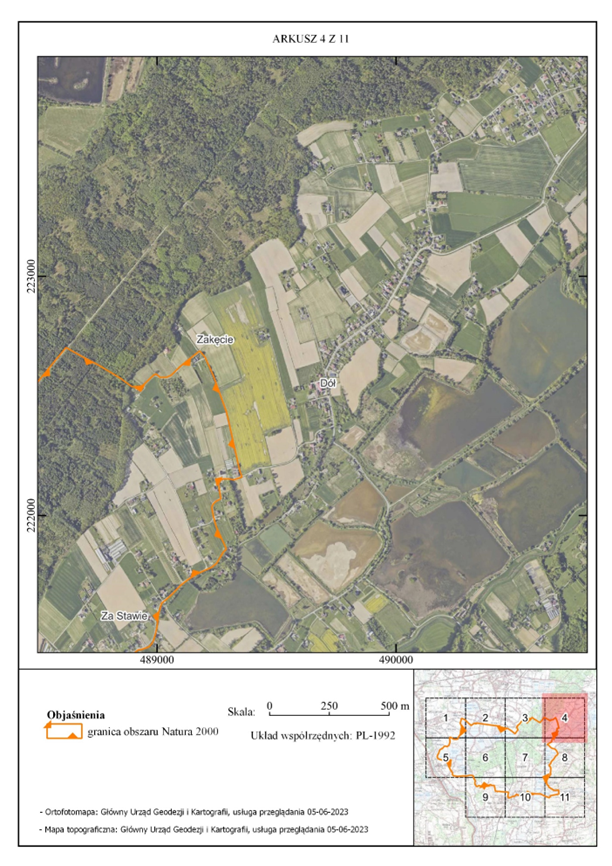 ARKUSZ 4 Z 11
223000
Zakęcie
Dół
222000
Za Stawie
489000
490000
Objaśnienia
granica obszaru Natura 2000
Skala:
0
250
500 m
Układ współrzędnych: PL-1992
1
2
3
4
5
6
7
8
9
10
11
- Ortofotomapa: Główny Urząd Geodezji i Kartografii, usługa przeglądania 05-06-2023
- Mapa topograficzna: Główny Urząd Geodezji i Kartografii, usługa przeglądania 05-06-2023